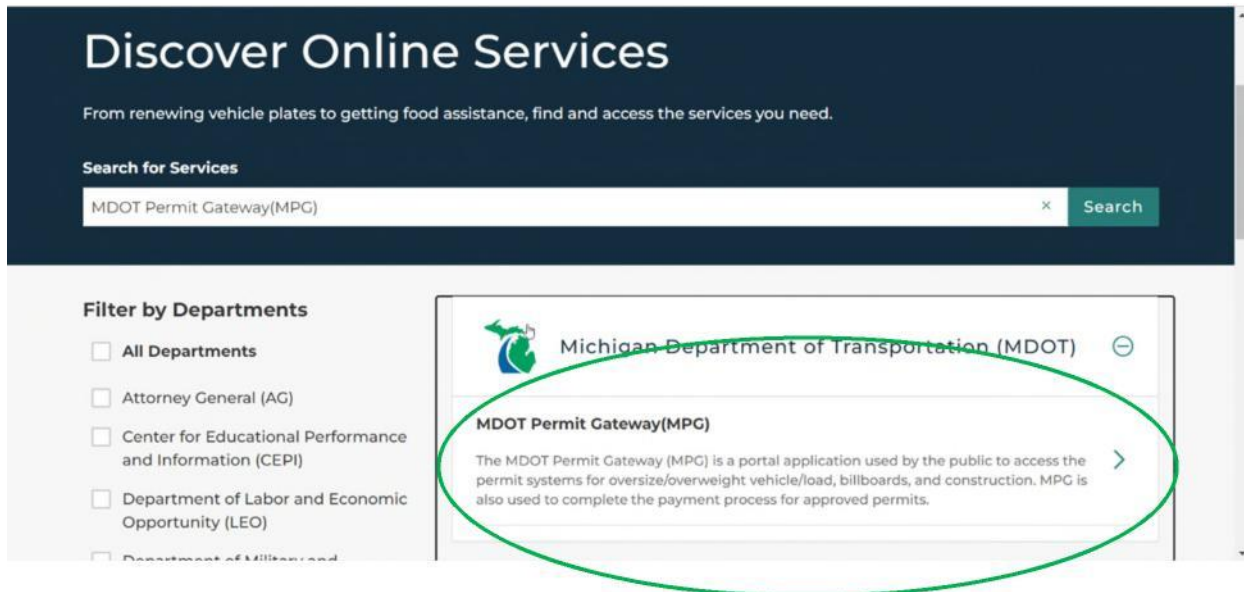 Discover Online Services
From renewing vehicle plates to getting food assistance, find and access the services you need.
Search for Services
MDOT Permit Gateway(MPG)
× Search
Filter by Departments
All Departments
Attorney General (AG)
Center for Educational Performance
and Information (CEPI)
Department of Labor and Economic
Opportunity (LEO)
Department of Military and
Michigan Department of Transportation (MDOT)
MDOT Permit Gateway(MPG)
The MDOT Permit Gateway (MPG) is a portal application used by the public to access the
permit systems for oversize/overweight vehicle/load, billboards, and construction. MPG is
also used to complete the payment process for approved permits.